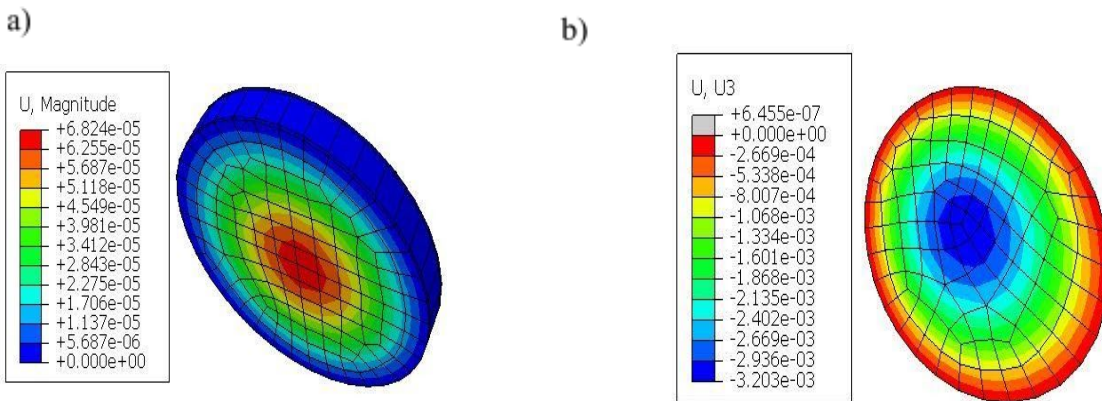 a)
U, Magnitude
+6.824e-05
+6.255e-05
+5.687e-05
+5.118e-05
+4.549e-05
+3.981e-05
+3.412e-05
+2.843e-05
+2.275e-05
+1.706e-05
+1.137e-05
+5.687e-06
+0.000e+00
b)
U, U3
+6.455e-07
+0.000e+00
-2.669e-04
-5.338e-04
-8.007e-04
-1.068e-03
-1.334e-03
-1.601e-03
-1.868e-03
-2.135e-03
-2.402e-03
-2.669e-03
-2.936e-03
-3.203e-03